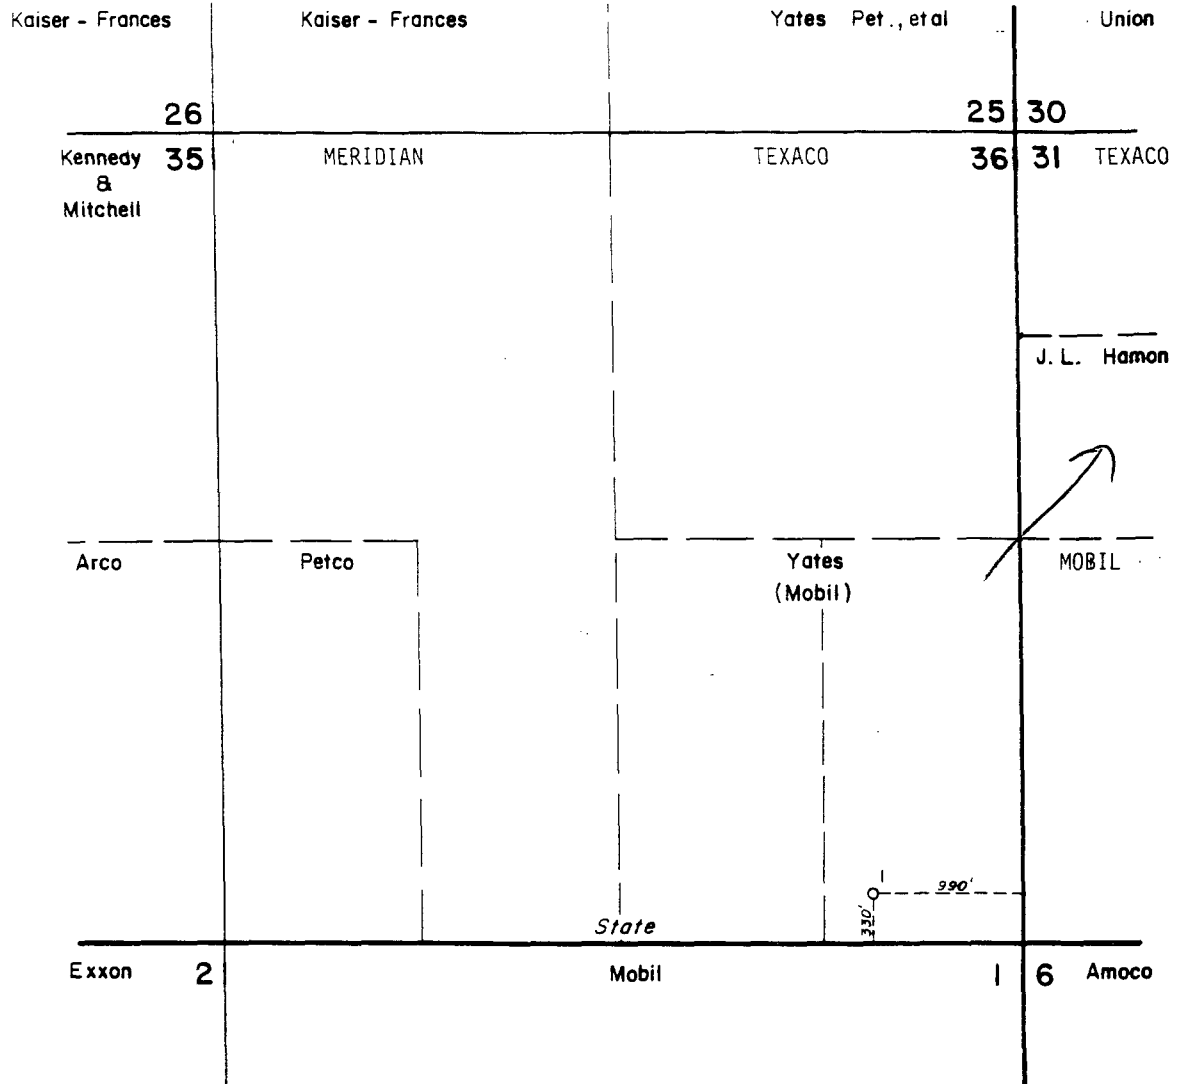 Kaiser - Frances Kaiser - Frances Yates Pet., et al Union
26 25 30
Kennedy 35 MERIDIAN TEXACO 36 31 TEXACO
&
Mitchell
J. L. Hamon
Arco Petco Yates MOBIL
(Mobil)
1
990'
330'
State
Exxon 2 Mobil 1 6 Amoco